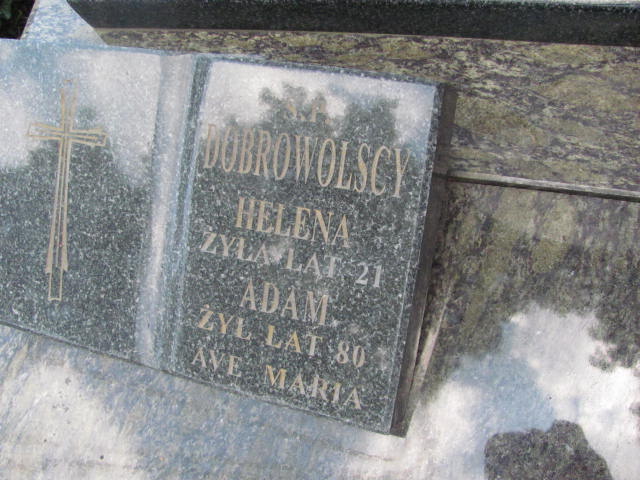 Ś.P.
DOBROWOLSCY
HELENA
ŻYŁA LAT 21
ADAM
ŻYŁ LAT 80
AVE MARIA